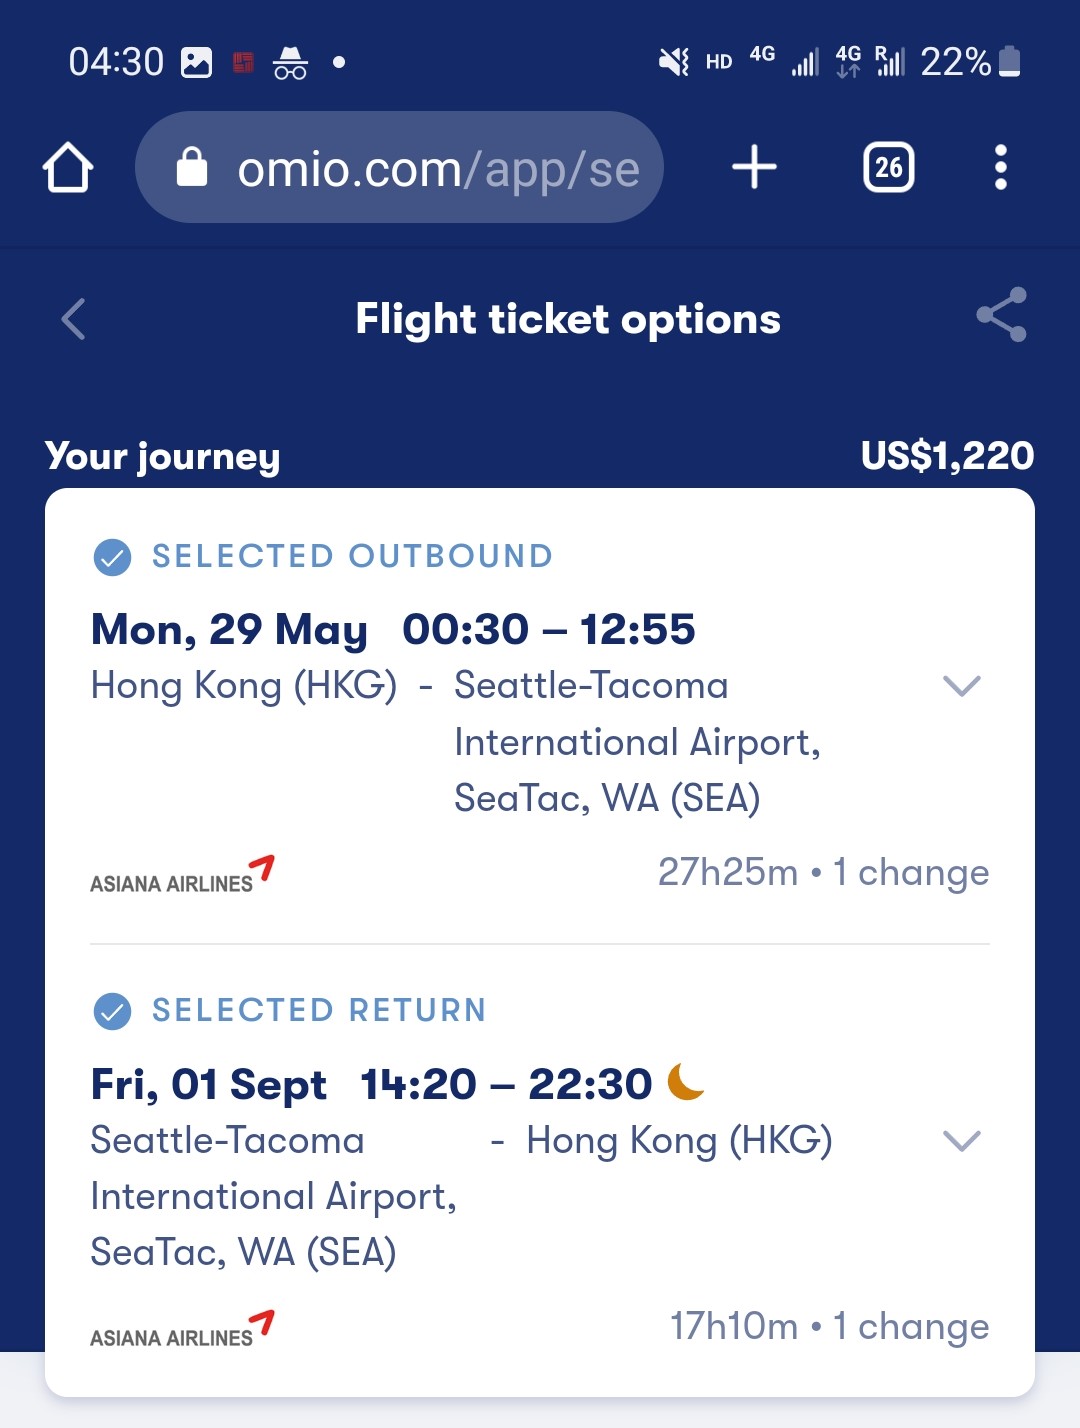 04:30 HD 4G 4G R 22%
omio.com/app/se 26
Flight ticket options
Your journey US$1,220
SELECTED OUTBOUND
Mon, 29 May 00:30 – 12:55
Hong Kong (HKG) - Seattle-Tacoma
International Airport,
SeaTac, WA (SEA)
ASIANA AIRLINES 27h25m • 1 change
SELECTED RETURN
Fri, 01 Sept 14:20 – 22:30
Seattle-Tacoma - Hong Kong (HKG)
International Airport,
SeaTac, WA (SEA)
ASIANA AIRLINES 17h10m • 1 change